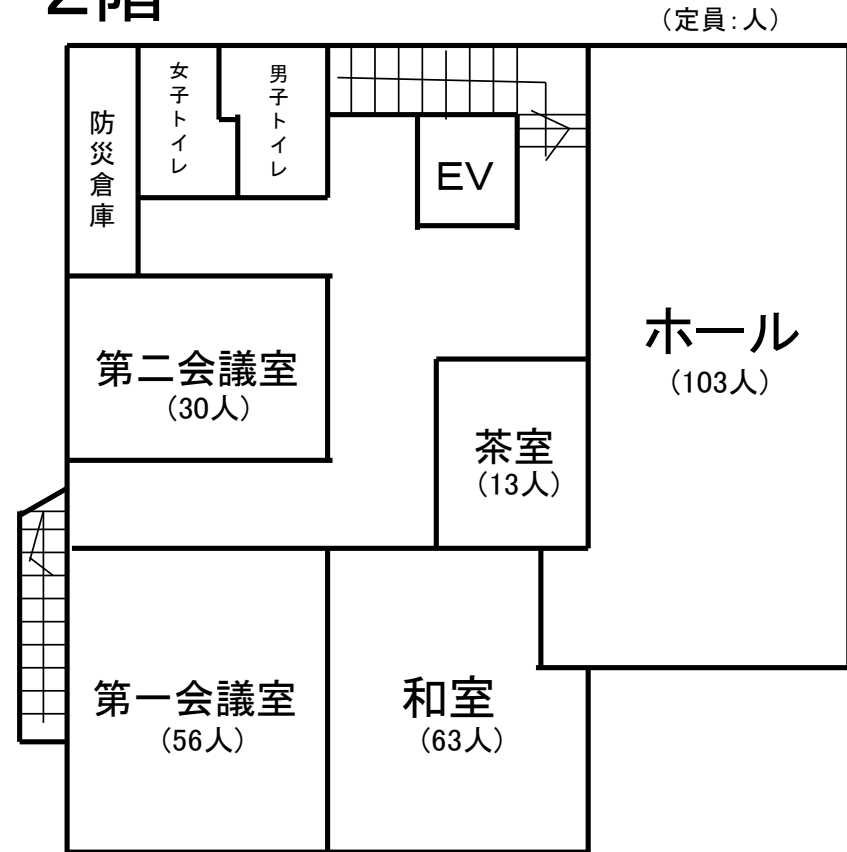 2階
（定員：人）
防災倉庫
女子トイレ
男子トイレ
EV
ホール
（103人）
第二会議室
（30人）
茶室
（13人）
第一会議室
（56人）
和室
（63人）